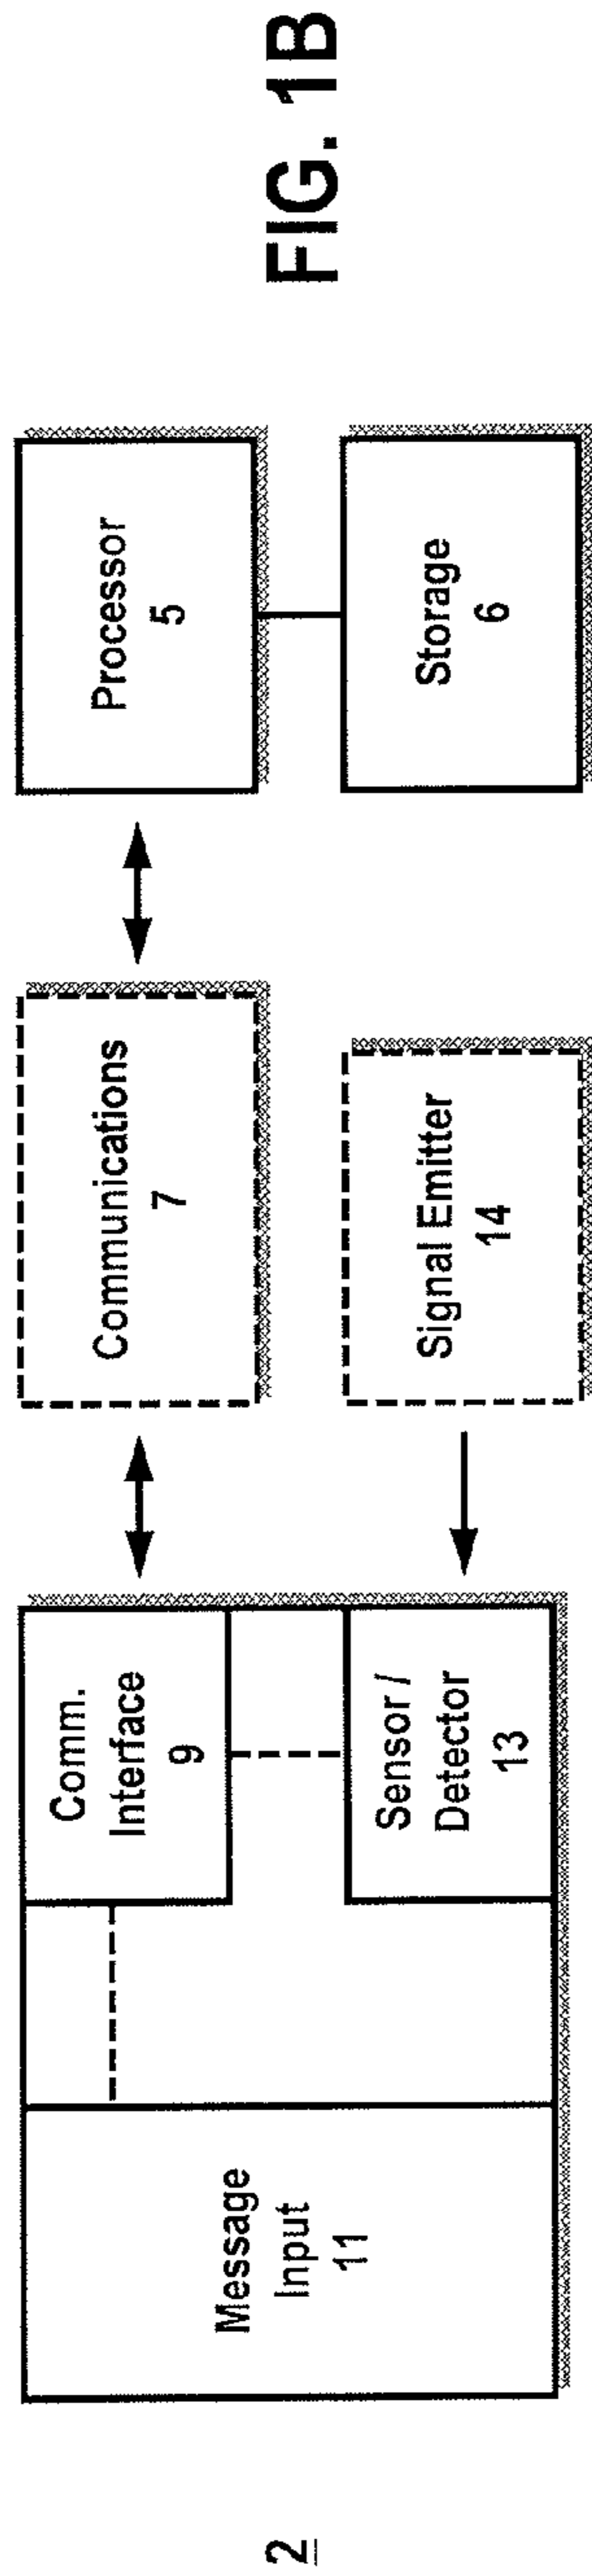 2
Message
Input
11
Comm.
Interface
9
Sensor /
Detector
13
Communications
7
Signal Emitter
14
Processor
5
Storage
6
FIG. 1B